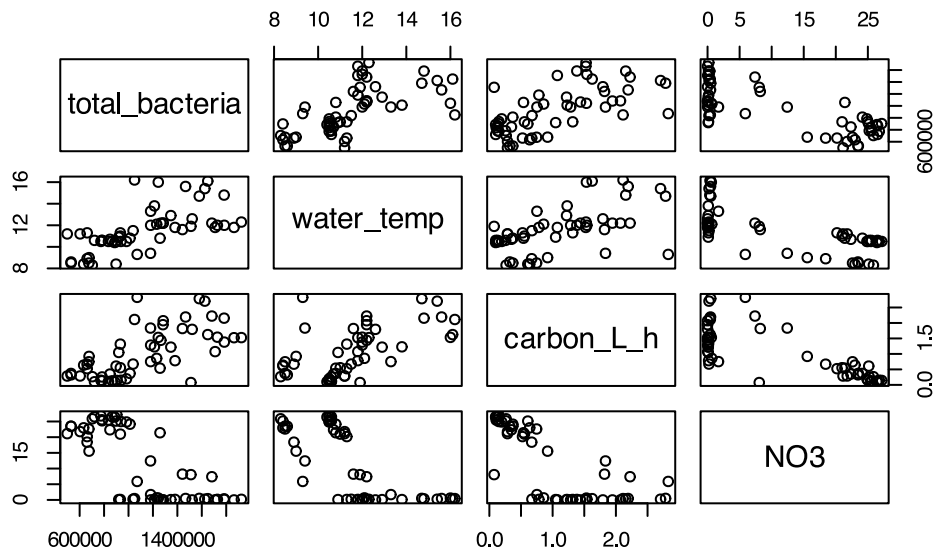 8 10 12 14 16
0 5 15 25
total_bacteria
6000000
8 12 16
water_temp
carbon_L_h
0.0 1.5
0 15
NO3
600000 1400000
0.0 1.0 2.0